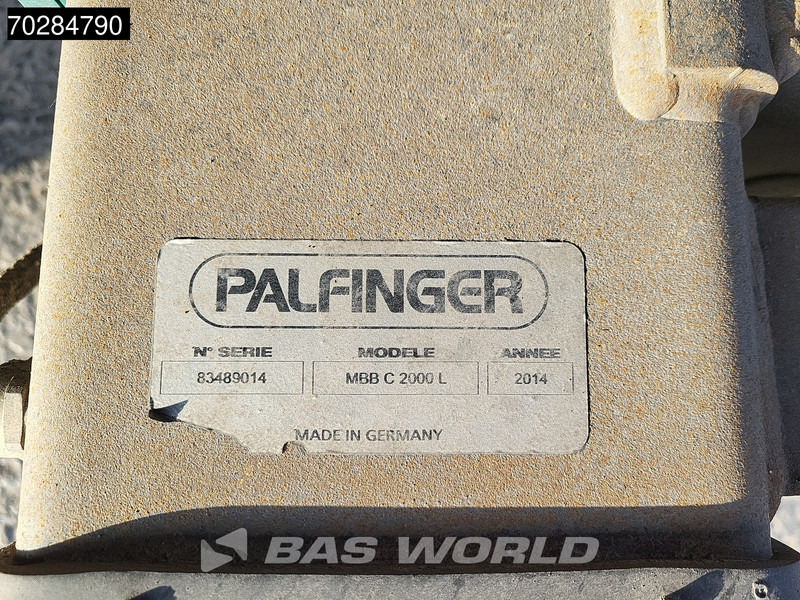 70284790
PALFINGER
N° SERIE MODELE ANNEE
83489014 MBB C 2000 L 2014
MADE IN GERMANY
BAS WORLD